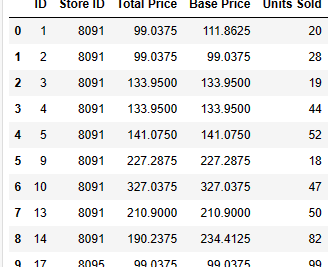 ID Store ID Total Price Base Price Units Sold
0 1 8091 99.0375 111.8625 20
1 2 8091 99.0375 99.0375 28
2 3 8091 133.9500 133.9500 19
3 4 8091 133.9500 133.9500 44
4 5 8091 141.0750 141.0750 52
5 9 8091 227.2875 227.2875 18
6 10 8091 327.0375 327.0375 47
7 13 8091 210.9000 210.9000 50
8 14 8091 190.2375 234.4125 82
9 17 8095 99.0375 99.0375 99